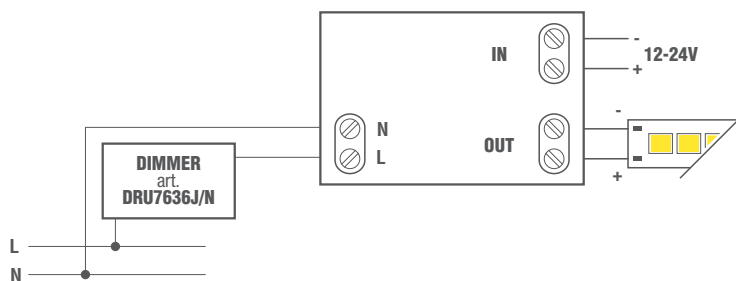 IN
-
+
12-24V
N
L
OUT
-
+
DIMMER
art.
DRU7636J/N
L
N